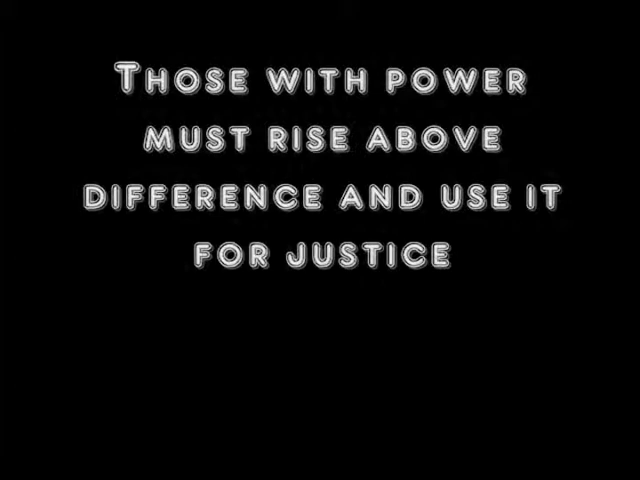 Those with power
must rise above
difference and use it
for justice